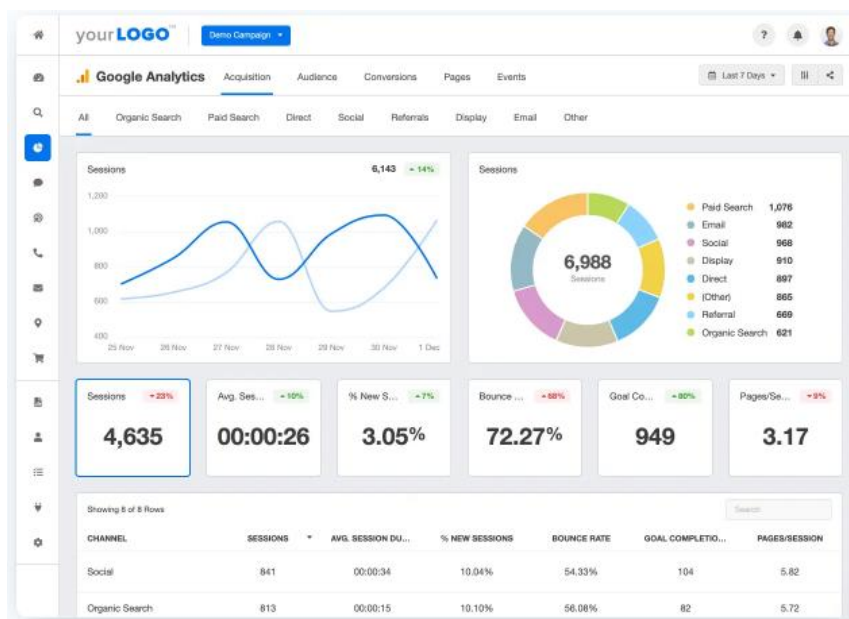 yourLOGO™ Demo Campaign ?
Google Analytics Acquisition Audience Conversions Pages Events Last 7 Days
All Organic Search Paid Search Direct Social Referrals Display Email Other
Sessions 6,143 14%
1,200
1,000
800
600
400
25 Nov 26 Nov 27 Nov 28 Nov 29 Nov 30 Nov 1 Dec
Sessions
6,988
Sessions
Paid Search 1,076
Email 982
Social 968
Display 910
Direct 897
(Other) 865
Referral 669
Organic Search 621
Sessions 23%
4,635
Avg. Ses... 10%
00:00:26
% New S... 7%
3.05%
Bounce ... 68%
72.27%
Goal Co... 80%
949
Pages/Se... 9%
3.17
Showing 8 of 8 Rows Search
CHANNEL SESSIONS AVG. SESSION DU... % NEW SESSIONS BOUNCE RATE GOAL COMPLETIO... PAGES/SESSION
Social 841 00:00:34 10.04% 54.33% 104 5.82
Organic Search 813 00:00:15 10.10% 56.08% 82 5.72